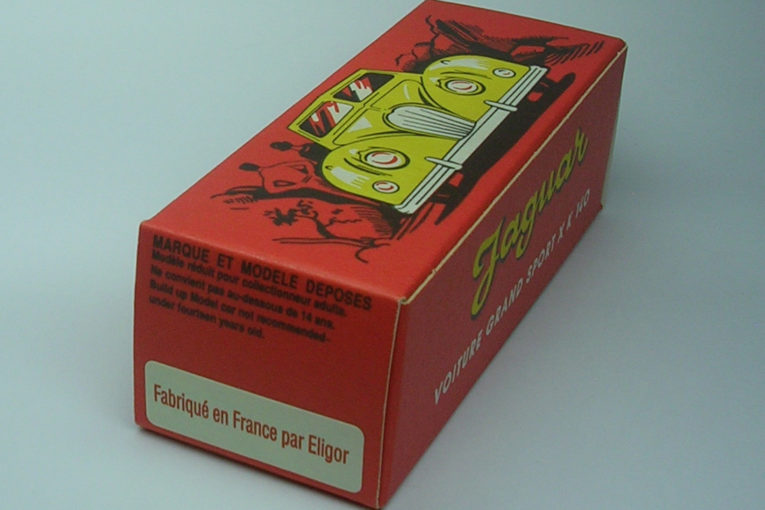 MARQUE ET MODELE DEPOSES
Modèle réduit pour collectionneur adulte.
Ne convient pas au-dessous de 14 ans.
Build up Model car not recommended
under fourteen years old.
Fabriqué en France par Eligor
Jaguar
VOITURE GRAND SPORT X K 140